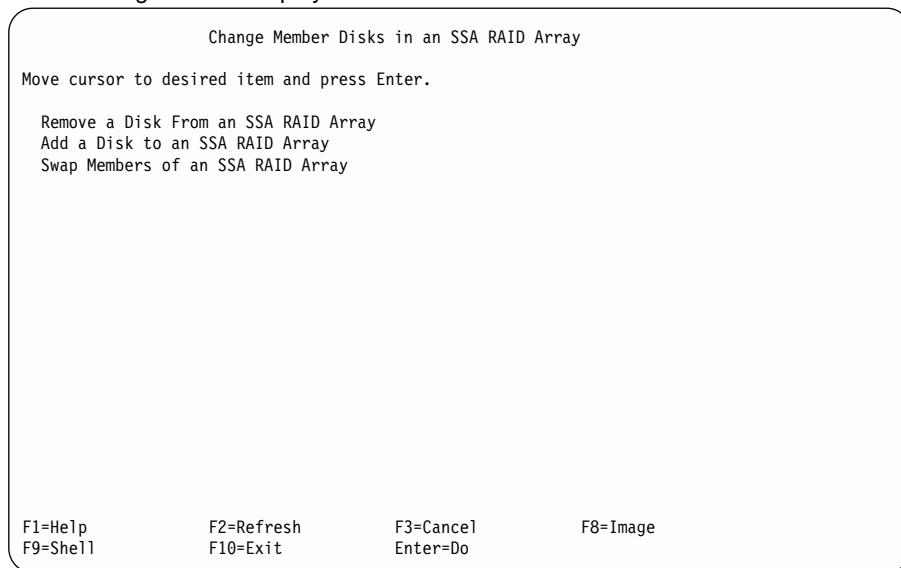 Change Member Disks in an SSA RAID Array
Move cursor to desired item and press Enter.
Remove a Disk From an SSA RAID Array
Add a Disk to an SSA RAID Array
Swap Members of an SSA RAID Array
F1=Help F2=Refresh F3=Cancel F8=Image
F9=Shell F10=Exit Enter=Do